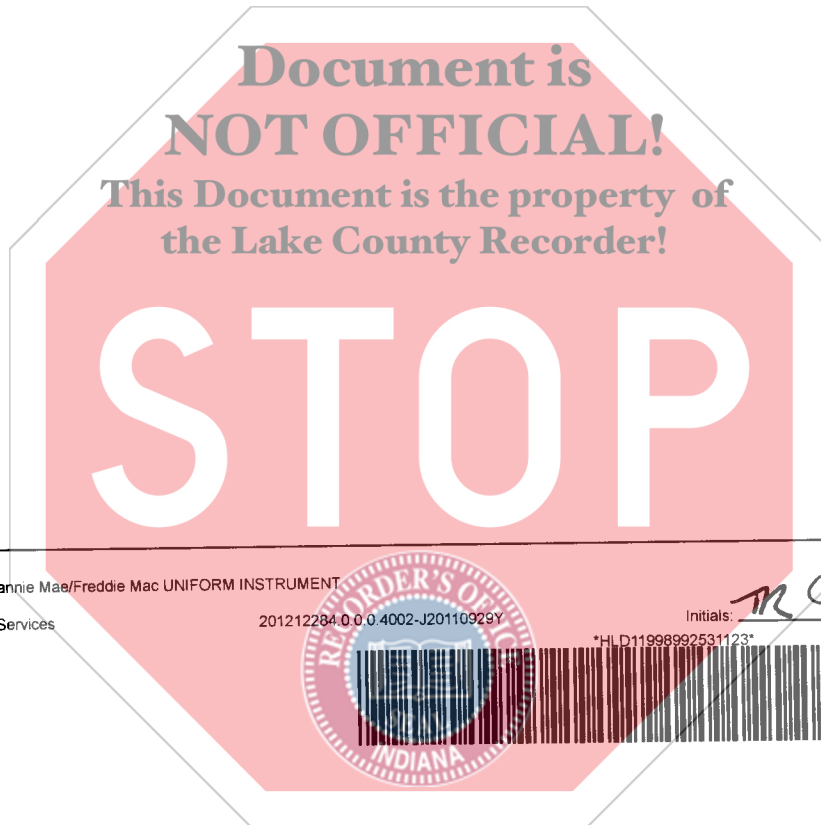 Document is
NOT OFFICIAL!
This Document is the property of
the Lake County Recorder!
STOP
annie Mae/Freddie Mac UNIFORM INSTRUMENT
Services
201212284.0.0.0.4002-J20110929Y
Initials:
*HLD11998992531123*
RECORDER'S OFFICE
SEAL
INDIANA